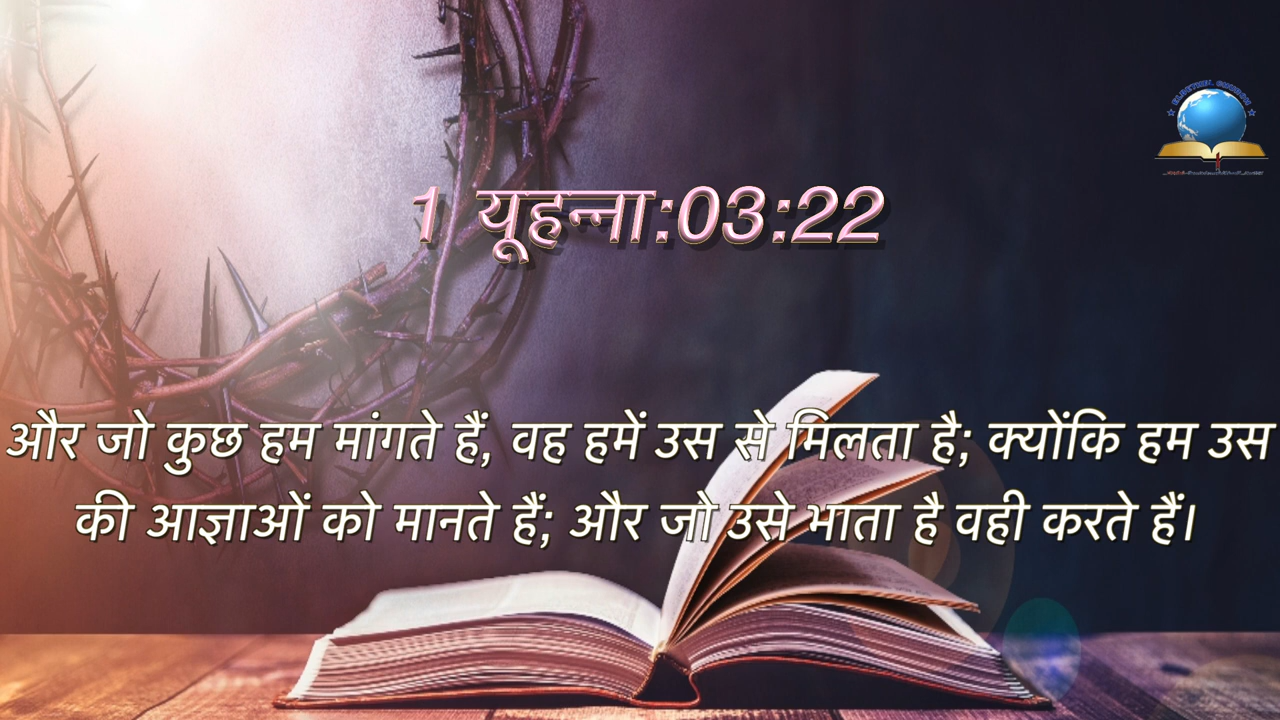 1 यूहन्ना:03:22
और जो कुछ हम मांगते हैं, वह हमें उस से मिलता है; क्योंकि हम उस
की आज्ञाओं को मानते हैं; और जो उसे भाता है वही करते हैं।